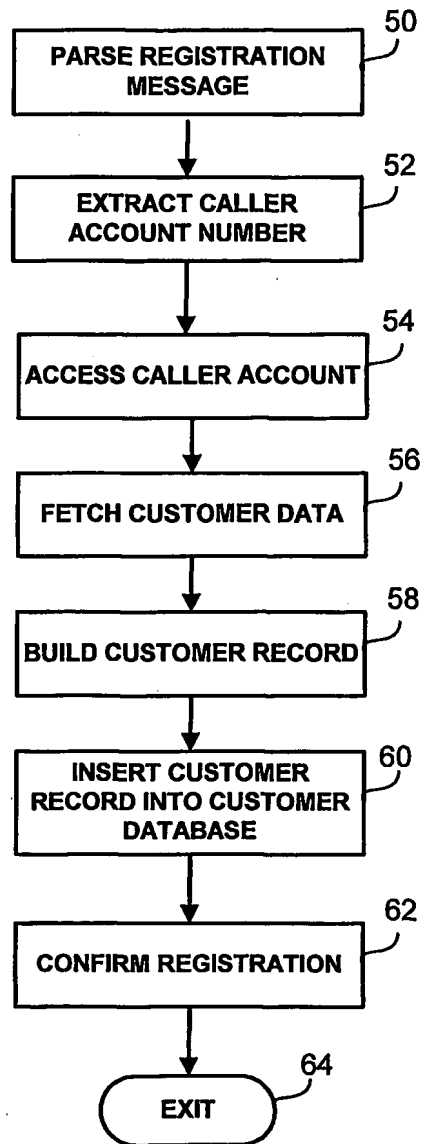 50
PARSE REGISTRATION
MESSAGE
52
EXTRACT CALLER
ACCOUNT NUMBER
54
ACCESS CALLER ACCOUNT
56
FETCH CUSTOMER DATA
58
BUILD CUSTOMER RECORD
60
INSERT CUSTOMER
RECORD INTO CUSTOMER
DATABASE
62
CONFIRM REGISTRATION
64
EXIT